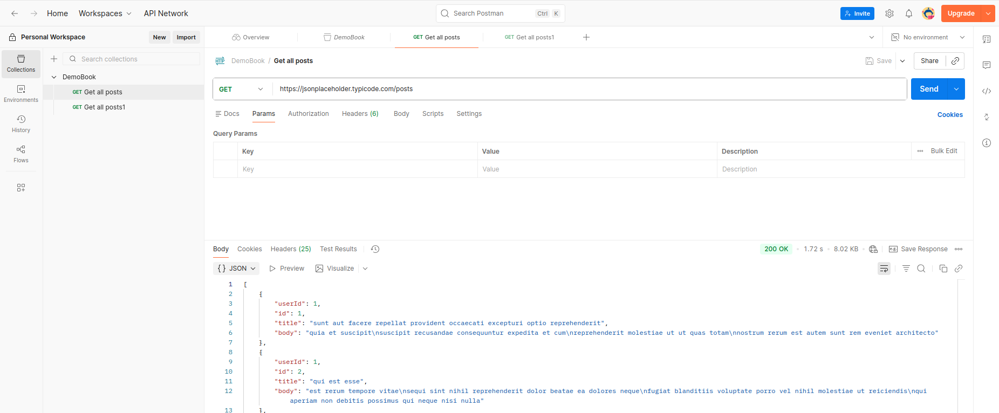 Home Workspaces API Network Search Postman Ctrl K Invite Upgrade
Personal Workspace New Import Overview DemoBook GET Get all posts GET Get all posts1 No environment
Search collections
Collections
DemoBook
GET Get all posts
GET Get all posts1
Environments
History
Flows
HTTP DemoBook / Get all posts Save Share
GET https://jsonplaceholder.typicode.com/posts Send
Docs Params Authorization Headers (6) Body Scripts Settings Cookies
Query Params
Key Value Description Bulk Edit
Key Value Description
Body Cookies Headers (25) Test Results 200 OK 1.72 s 8.02 KB e.g. Save Response
{} JSON Preview Visualize
1 [
2 {
3 "userId": 1,
4 "id": 1,
5 "title": "sunt aut facere repellat provident occaecati excepturi optio reprehenderit",
6 "body": "quia et suscipit\nsuscipit recusandae consequuntur expedita et cum\nreprehenderit molestiae ut ut quas totam\nnostrum rerum est autem sunt rem eveniet architecto"
7 },
8 {
9 "userId": 1,
10 "id": 2,
11 "title": "qui est esse",
12 "body": "est rerum tempore vitae\nsequi sint nihil reprehenderit dolor beatae ea dolores neque\nfugiat blanditiis voluptate porro vel nihil molestiae ut reiciendis\nqui
aperiam non debitis possimus qui neque nisi nulla"
13 },